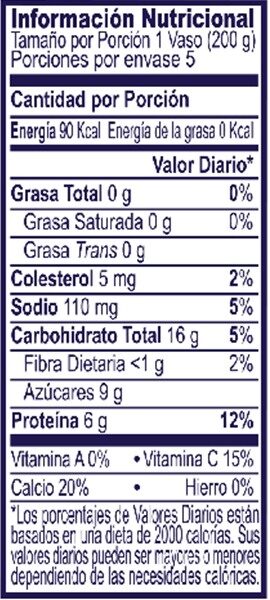 Información Nutricional
Tamaño por Porción 1 Vaso (200 g)
Porciones por envase 5
Cantidad por Porción
Energía 90 Kcal Energía de la grasa 0 Kcal
Valor Diario*
Grasa Total 0 g 0%
Grasa Saturada 0 g 0%
Grasa Trans 0 g
Colesterol 5 mg 2%
Sodio 110 mg 5%
Carbohidrato Total 16 g 5%
Fibra Dietaria <1 g 2%
Azúcares 9 g
Proteína 6 g 12%
Vitamina A 0% • Vitamina C 15%
Calcio 20% • Hierro 0%
*Los porcentajes de Valores Diarios están
basados en una dieta de 2000 calorías. Sus
valores diarios pueden ser mayores o menores
dependiendo de las necesidades calóricas.